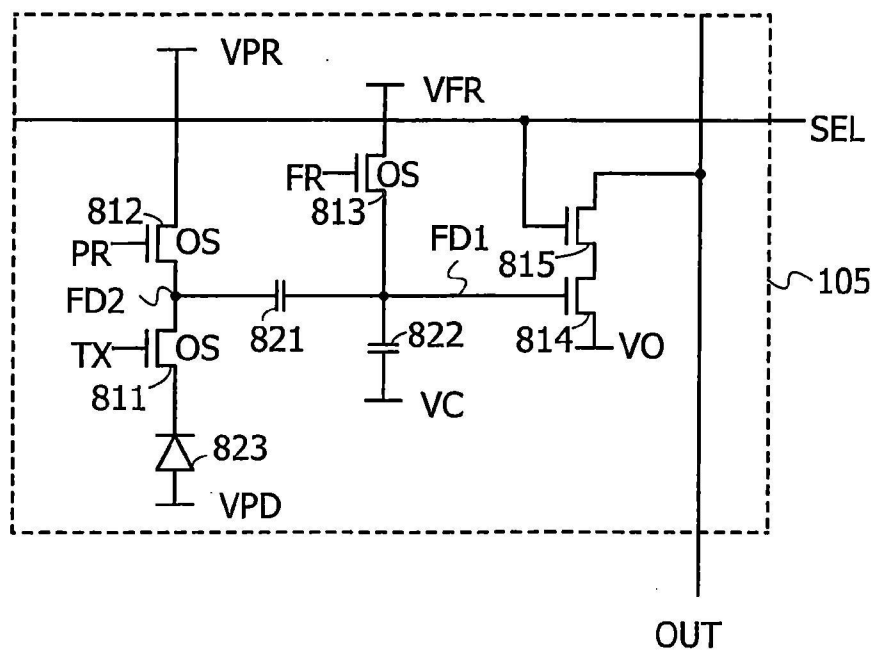 VPR
VFR
SEL
FR
OS
813
812
PR
OS
FD1
815
105
FD2
821
822
814
VO
TX
OS
811
VC
823
VPD
OUT